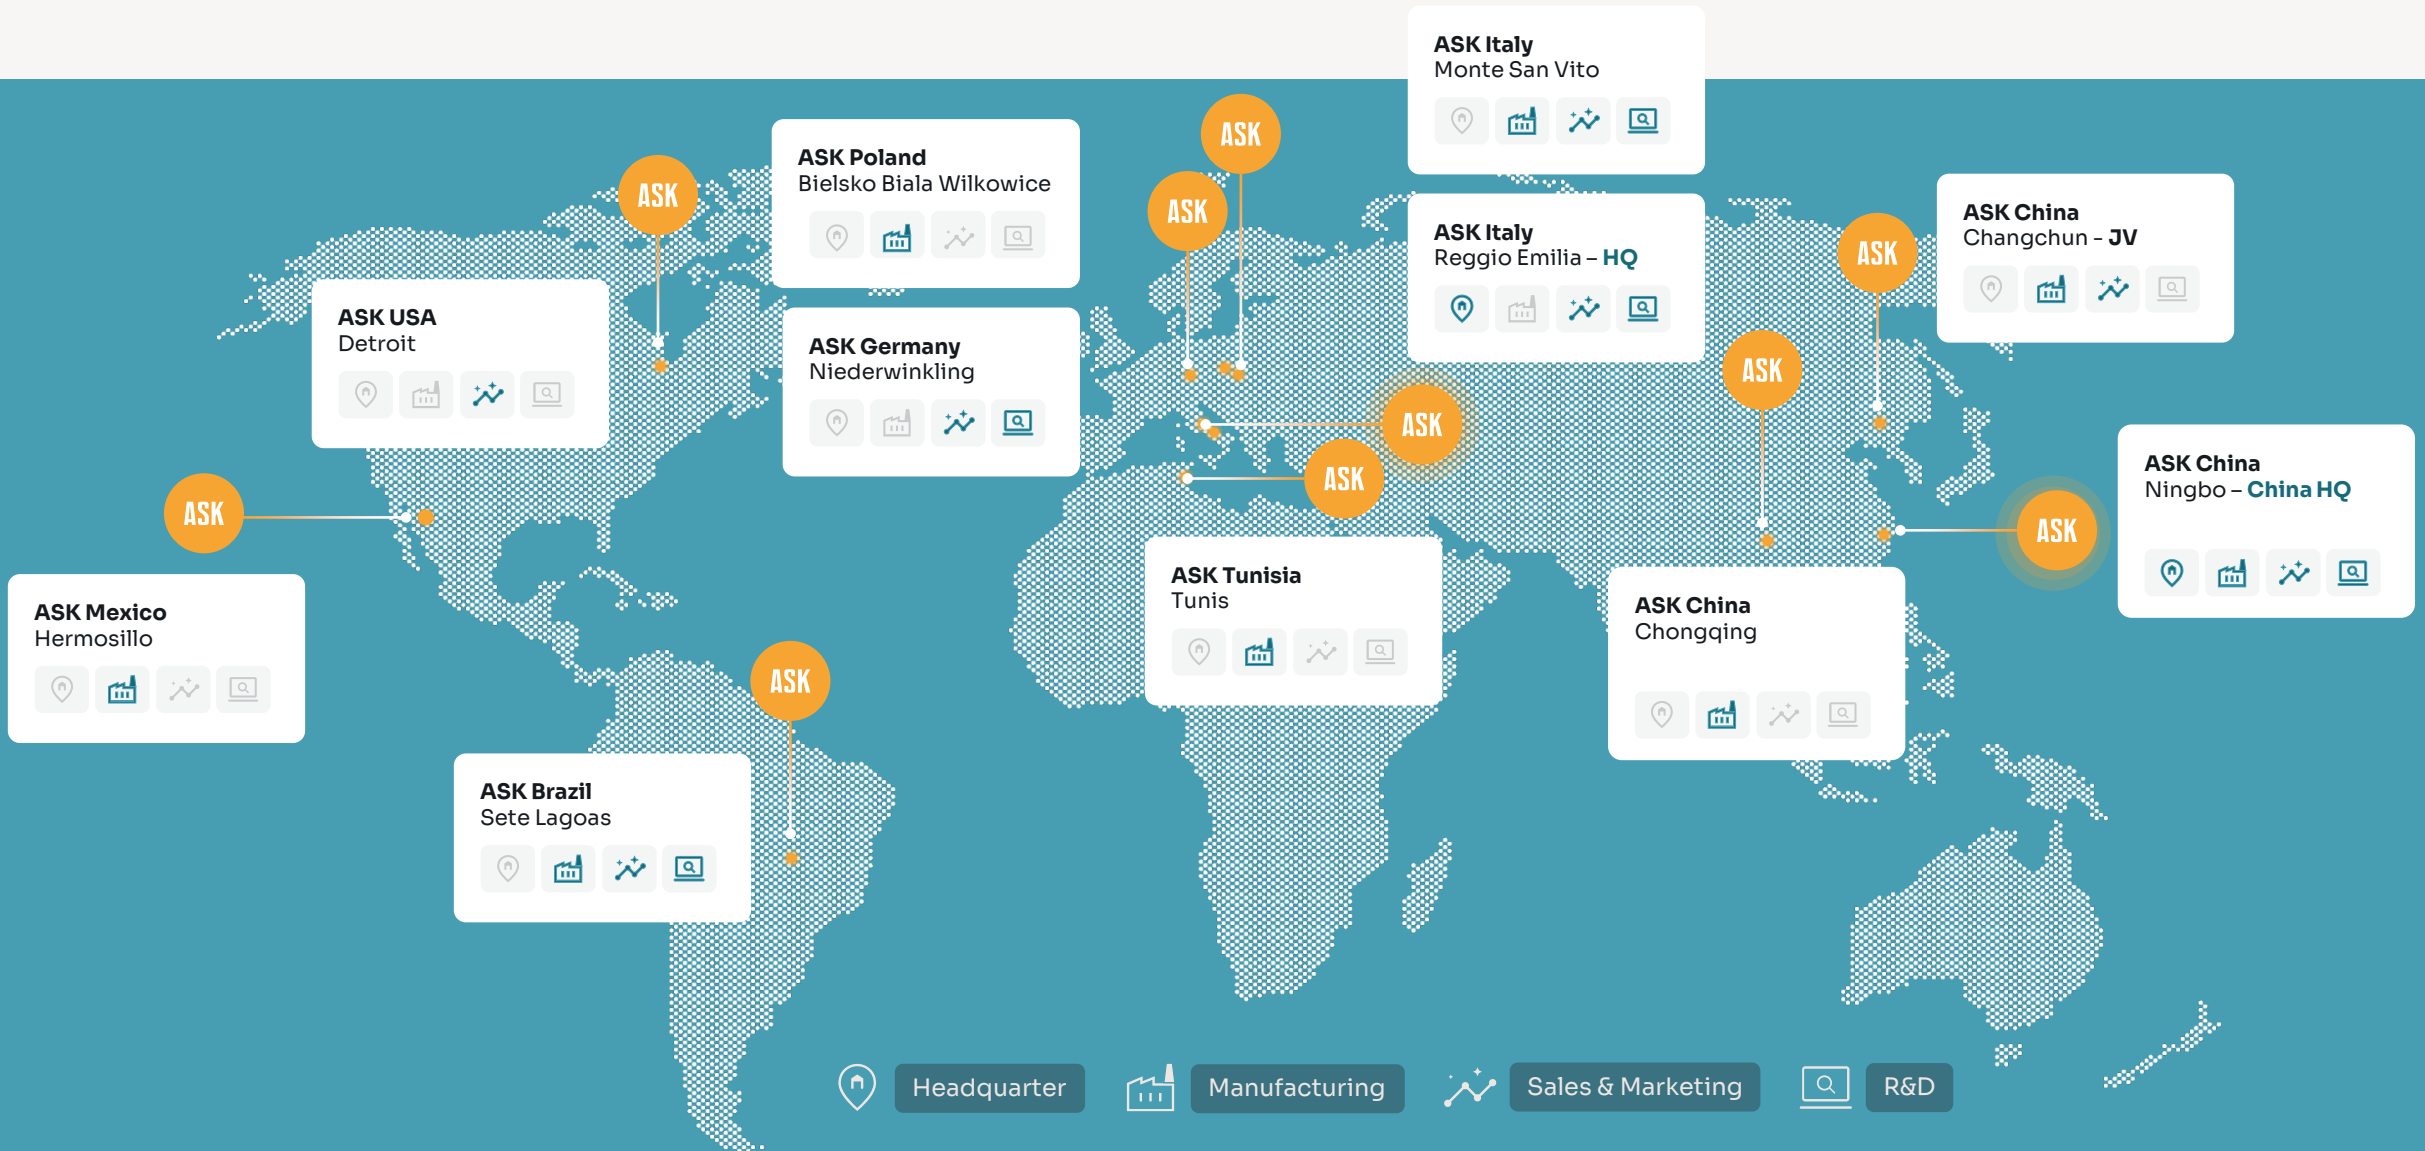 ASK Italy
Monte San Vito
ASK
ASK Poland
Bielsko Biala Wilkowice
ASK
ASK
ASK Italy
Reggio Emilia – HQ
ASK China
Changchun - JV
ASK
ASK USA
Detroit
ASK Germany
Niederwinkling
ASK
ASK
ASK
ASK China
Ningbo – China HQ
ASK
ASK
ASK Mexico
Hermosillo
ASK Tunisia
Tunis
ASK China
Chongqing
ASK
ASK Brazil
Sete Lagoas
Headquarter
Manufacturing
Sales & Marketing
R&D